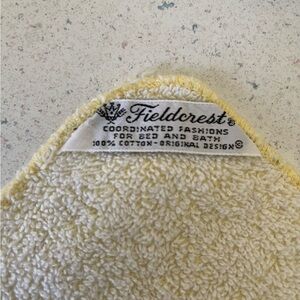 Fieldcrest®
COORDINATED FASHIONS
FOR BED AND BATH
100% COTTON-ORIGINAL DESIGN©